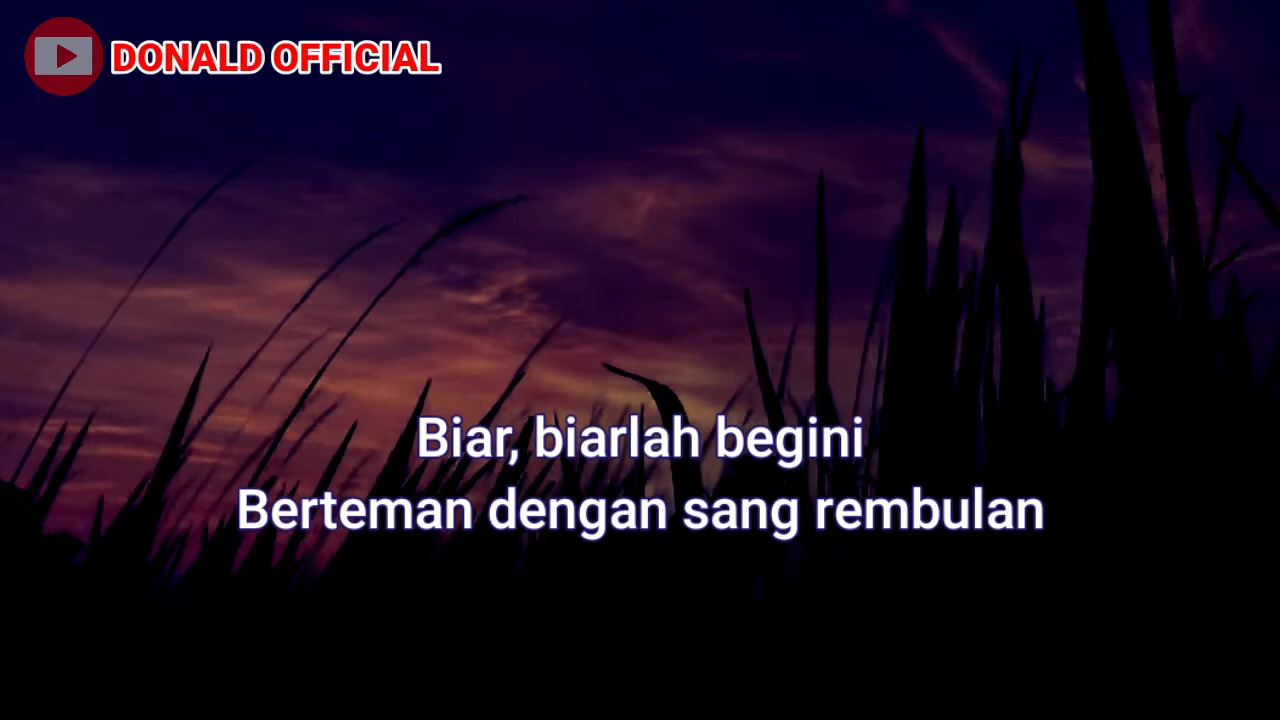 DONALD OFFICIAL
Biar, biarlah begini
Berteman dengan sang rembulan